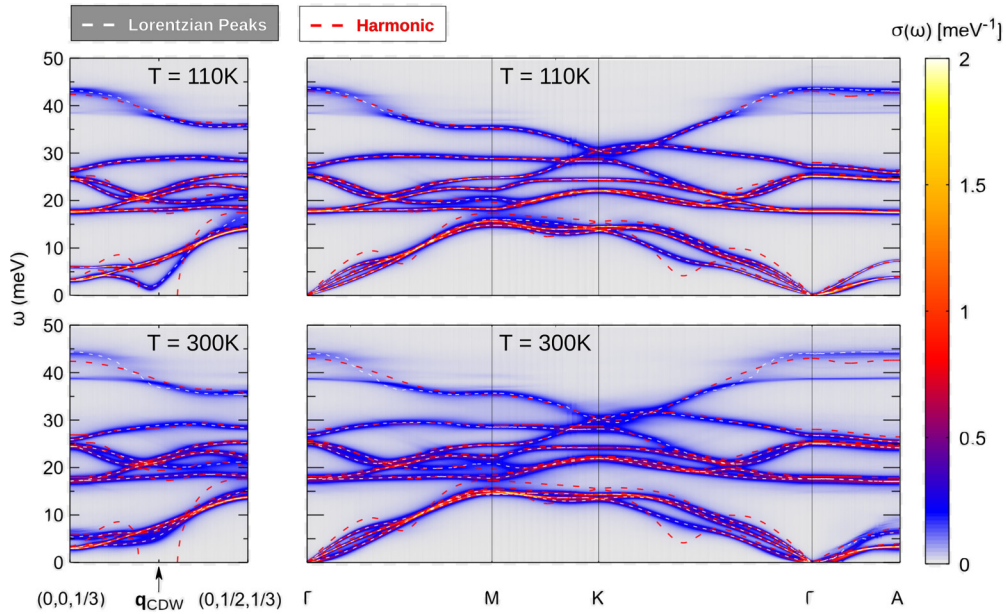 Lorentzian Peaks
Harmonic
σ(ω) [meV⁻¹]
50
40
30
20
10
0
T = 110K
T = 110K
2
1.5
1
0.5
0
ω (meV)
50
40
30
20
10
0
T = 300K
T = 300K
(0,0,1/3) qCDW (0,1/2,1/3)
Γ M K Γ A